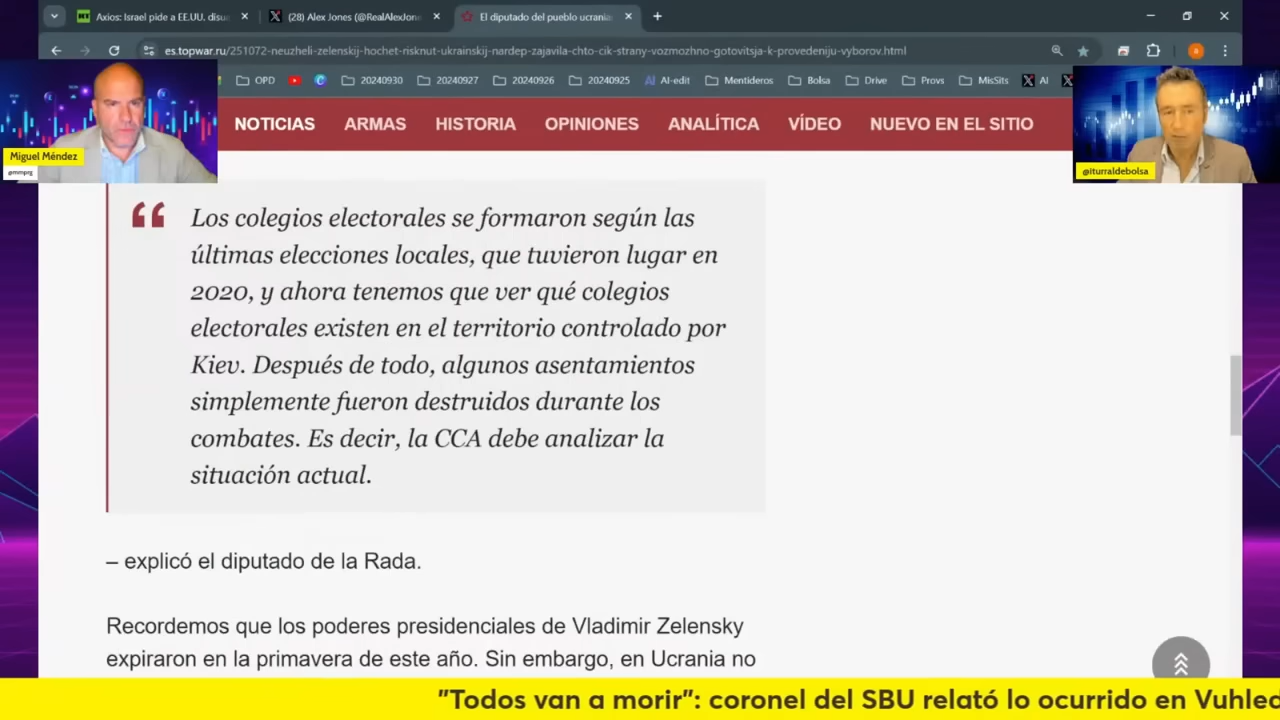 Axios: Israel pide a EE.UU. disu
(28) Alex Jones (@RealAlexJone
El diputado del pueblo ucrania
es.topwar.ru/251072-neuzheli-zelenskij-hochet-risknut-ukrainskij-nardep-zajavila-chto-cik-strany-vozmozhno-gotovitsja-k-provedeniju-vyborov.html
OPD
20240930
20240927
20240926
20240925
AI-edit
Mentideros
Bolsa
Drive
Provs
MisSits
AI
NOTICIAS
ARMAS
HISTORIA
OPINIONES
ANALÍTICA
VÍDEO
NUEVO EN EL SITIO
Miguel Méndez
@mmprg
@iturraldebolsa
Los colegios electorales se formaron según las
últimas elecciones locales, que tuvieron lugar en
2020, y ahora tenemos que ver qué colegios
electorales existen en el territorio controlado por
Kiev. Después de todo, algunos asentamientos
simplemente fueron destruidos durante los
combates. Es decir, la CCA debe analizar la
situación actual.
– explicó el diputado de la Rada.
Recordemos que los poderes presidenciales de Vladimir Zelensky
expiraron en la primavera de este año. Sin embargo, en Ucrania no
"Todos van a morir": coronel del SBU relató lo ocurrido en Vuhled